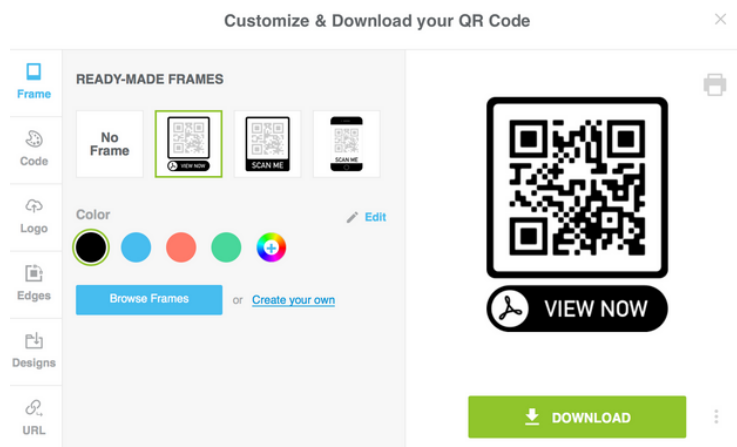 Customize & Download your QR Code
Frame
Code
Logo
Edges
Designs
URL
READY-MADE FRAMES
No
Frame
VIEW NOW
SCAN ME
SCAN ME
Color
Edit
Browse Frames or Create your own
VIEW NOW
DOWNLOAD